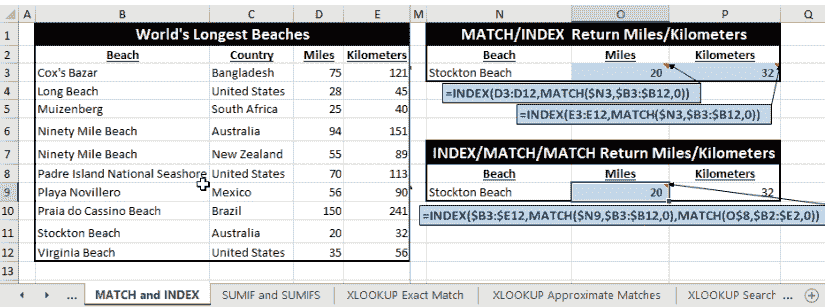 A B C D E M N O P Q
1 World's Longest Beaches MATCH/INDEX Return Miles/Kilometers
2 Beach Country Miles Kilometers Beach Miles Kilometers
3 Cox's Bazar Bangladesh 75 121 Stockton Beach 20 32
4 Long Beach United States 28 45 =INDEX(D3:D12,MATCH($N3,$B3:$B12,0))
5 Muizenberg South Africa 25 40 =INDEX(E3:E12,MATCH($N3,$B3:$B12,0))
6 Ninety Mile Beach Australia 94 151
7 Ninety Mile Beach New Zealand 55 89 INDEX/MATCH/MATCH Return Miles/Kilometers
8 Padre Island National Seashore United States 70 113 Beach Miles Kilometers
9 Playa Novillero Mexico 56 90 Stockton Beach 20 32
10 Praia do Cassino Beach Brazil 150 241 =INDEX($B3:$E12,MATCH($N9,$B3:$B12,0),MATCH(O$8,$B2:$E2,0))
11 Stockton Beach Australia 20 32
12 Virginia Beach United States 35 56
13
... MATCH and INDEX SUMIF and SUMIFS XLOOKUP Exact Match XLOOKUP Approximate Matches XLOOKUP Search ...